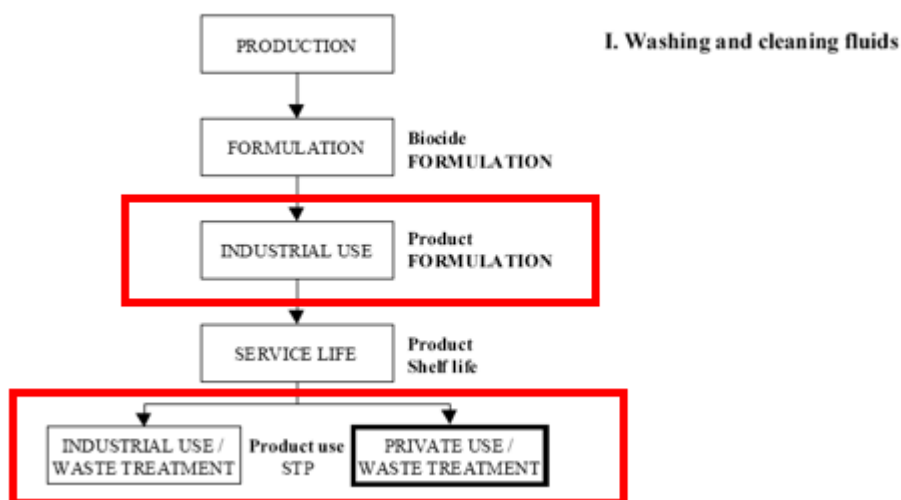 PRODUCTION
I. Washing and cleaning fluids
FORMULATION
Biocide
FORMULATION
INDUSTRIAL USE
Product
FORMULATION
SERVICE LIFE
Product
Shelf life
INDUSTRIAL USE /
WASTE TREATMENT
Product use
STP
PRIVATE USE /
WASTE TREATMENT